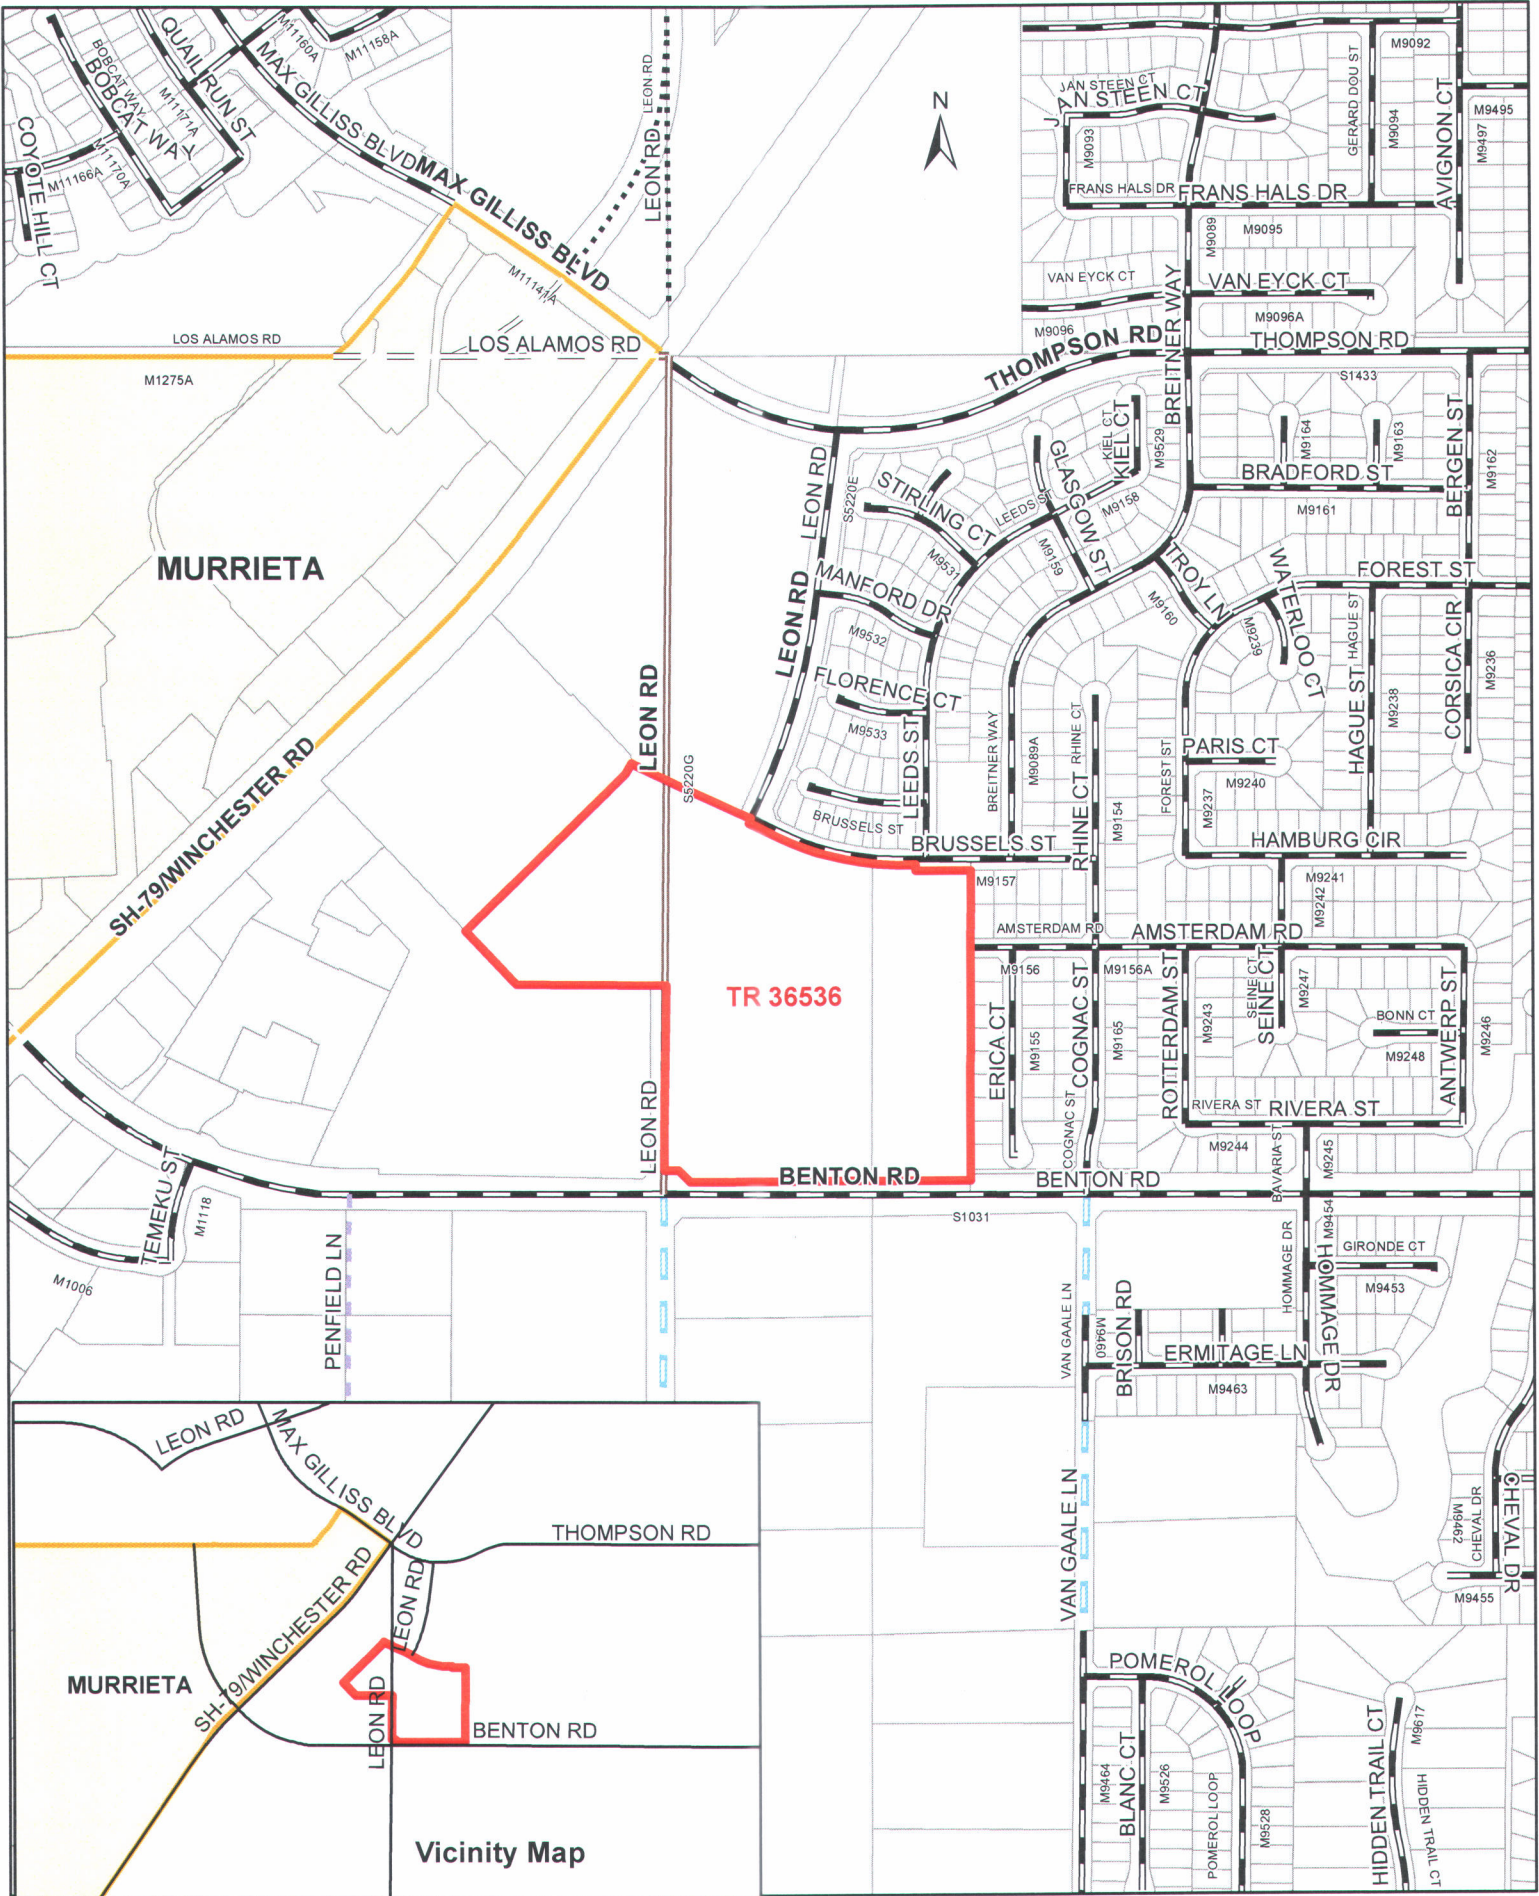 M11160A
M11158A
QUAIL RUN ST
BOBCAT WAY
BOBCAT WAY
M11171A
MAX GILLISS BLVD
MAX GILLISS BLVD
COYOTE HILL CT
M11166A
M11170A
LEON RD
LEON RD
N
M11141A
LOS ALAMOS RD
LOS ALAMOS RD
M1275A
MURRIETA
SH-79/WINCHESTER RD
JAN STEEN CT
JAN STEEN CT
M9093
GERARD DOU ST
M9092
M9094
AVIGNON CT
M9495
M9497
FRANS HALS DR
FRANS HALS DR
M9089
M9095
VAN EYCK CT
VAN EYCK CT
M9096
M9096A
BREITNER WAY
THOMPSON RD
THOMPSON RD
S1433
KIEL CT
KIEL CT
M9529
M9164
M9163
BERGEN ST
M9162
BRADFORD ST
M9161
LEON RD
S5220E
STIRLING CT
LEEDS ST
GLASGOW ST
M9158
M9159
M9531
MANFORD DR
TROY LN
M9160
WATERLOO CT
M9239
FOREST ST
HAGUE ST
HAGUE ST
M9238
CORSICA CIR
M9236
LEON RD
M9532
FLORENCE CT
M9533
LEEDS ST
BREITNER WAY
M9089A
RHINE CT
RHINE CT
M9154
FOREST ST
PARIS CT
M9240
M9237
LEON RD
S5220G
BRUSSELS ST
BRUSSELS ST
HAMBURG CIR
M9157
M9241
M9242
AMSTERDAM RD
AMSTERDAM RD
M9156
M9156A
TR 36536
ERICA CT
M9155
COGNAC ST
COGNAC ST
M9165
ROTTERDAM ST
M9243
SEINE CT
SEINE CT
M9247
BONN CT
M9248
ANTWERP ST
M9246
RIVERA ST
RIVERA ST
M9244
BAVARIA ST
M9245
LEON RD
BENTON RD
BENTON RD
S1031
TEMEKU ST
M1118
M1006
PENFIELD LN
VAN GAALE LN
M9460
BRISON RD
HOMMAGE DR
M9454
HOMMAGE DR
GIRONDE CT
M9453
ERMITAGE LN
M9463
VAN GAALE LN
M9462
CHEVAL DR
CHEVAL DR
M9455
POMEROL LOOP
M9464
BLANC CT
M9526
POMEROL LOOP
M9528
HIDDEN TRAIL CT
M9617
HIDDEN TRAIL CT
LEON RD
MAX GILLISS BLVD
THOMPSON RD
LEON RD
SH-79/WINCHESTER RD
MURRIETA
LEON RD
BENTON RD
Vicinity Map